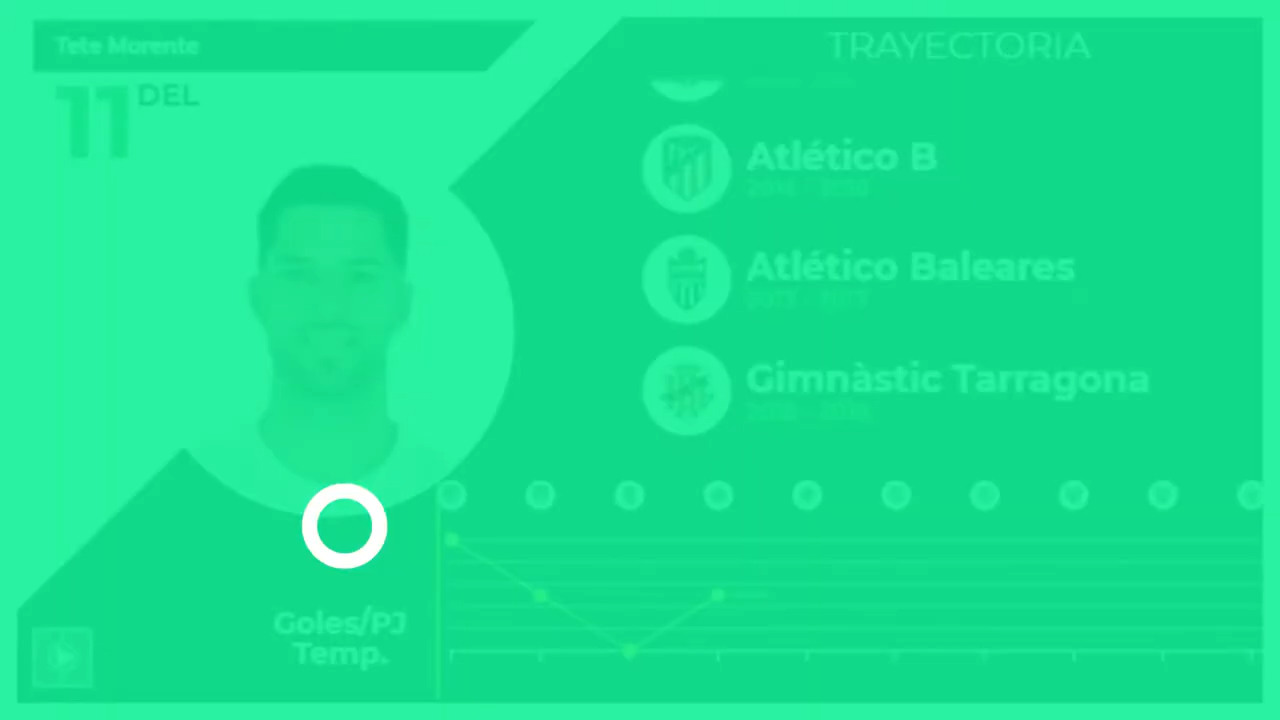 Tete Morente
11
DEL
TRAYECTORIA
Atlético B
Atlético Baleares
Gimnàstic Tarragona
Goles/PJ
Temp.